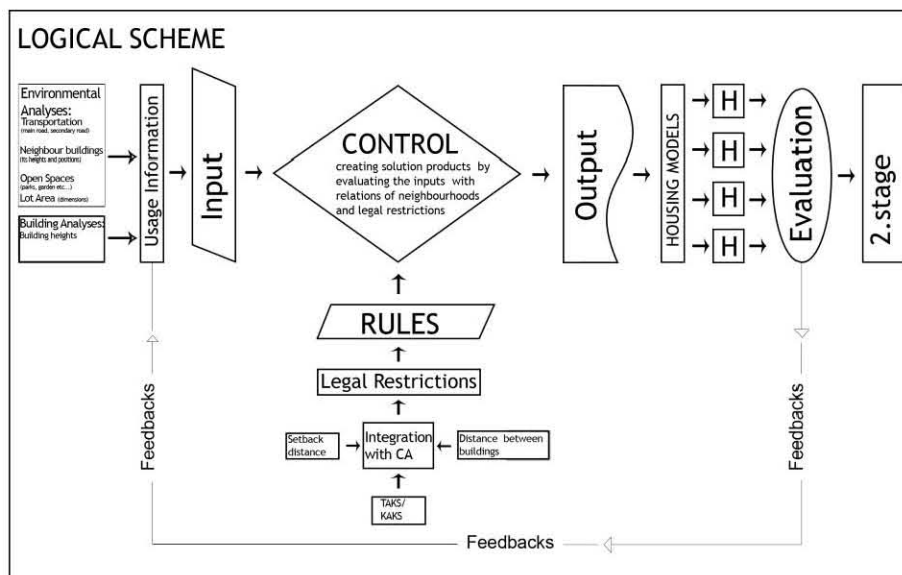 LOGICAL SCHEME
Environmental
Analyses:
Transportation
(main road, secondary road)
Neighbour buildings
(its heights and positions)
Open Spaces
(parks, garden etc...)
Lot Area (dimensions)
Building Analyses:
Building heights
Usage Information
Input
CONTROL
creating solution products by
evaluating the inputs with
relations of neighbourhoods
and legal restrictions
Output
HOUSING MODELS
H
H
H
H
Evaluation
2.stage
RULES
Legal Restrictions
Setback
distance
Integration
with CA
Distance between
buildings
TAKS/
KAKS
Feedbacks
Feedbacks
Feedbacks